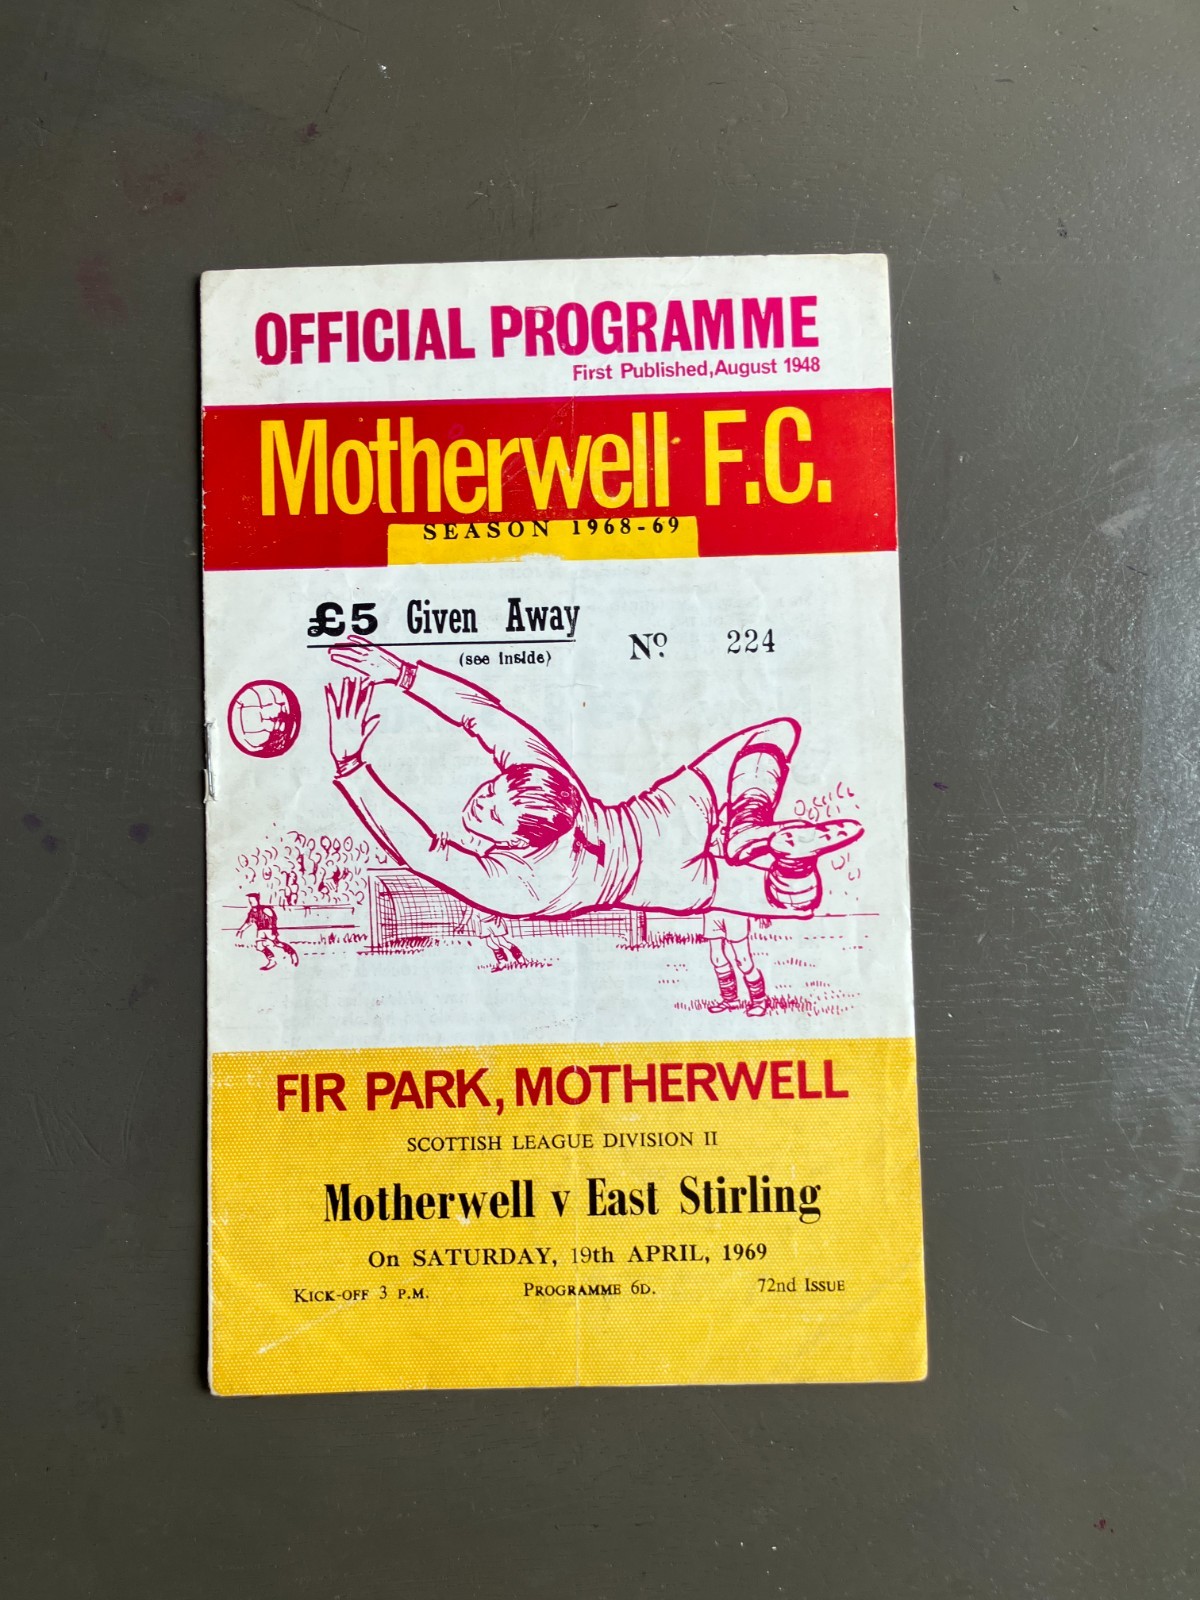 OFFICIAL PROGRAMME
First Published, August 1948
Motherwell F.C.
SEASON 1968-69
£5 Given Away
(see inside)
No. 224
FIR PARK, MOTHERWELL
SCOTTISH LEAGUE DIVISION II
Motherwell v East Stirling
On SATURDAY, 19th APRIL, 1969
KICK-OFF 3 P.M. PROGRAMME 6D. 72nd ISSUE